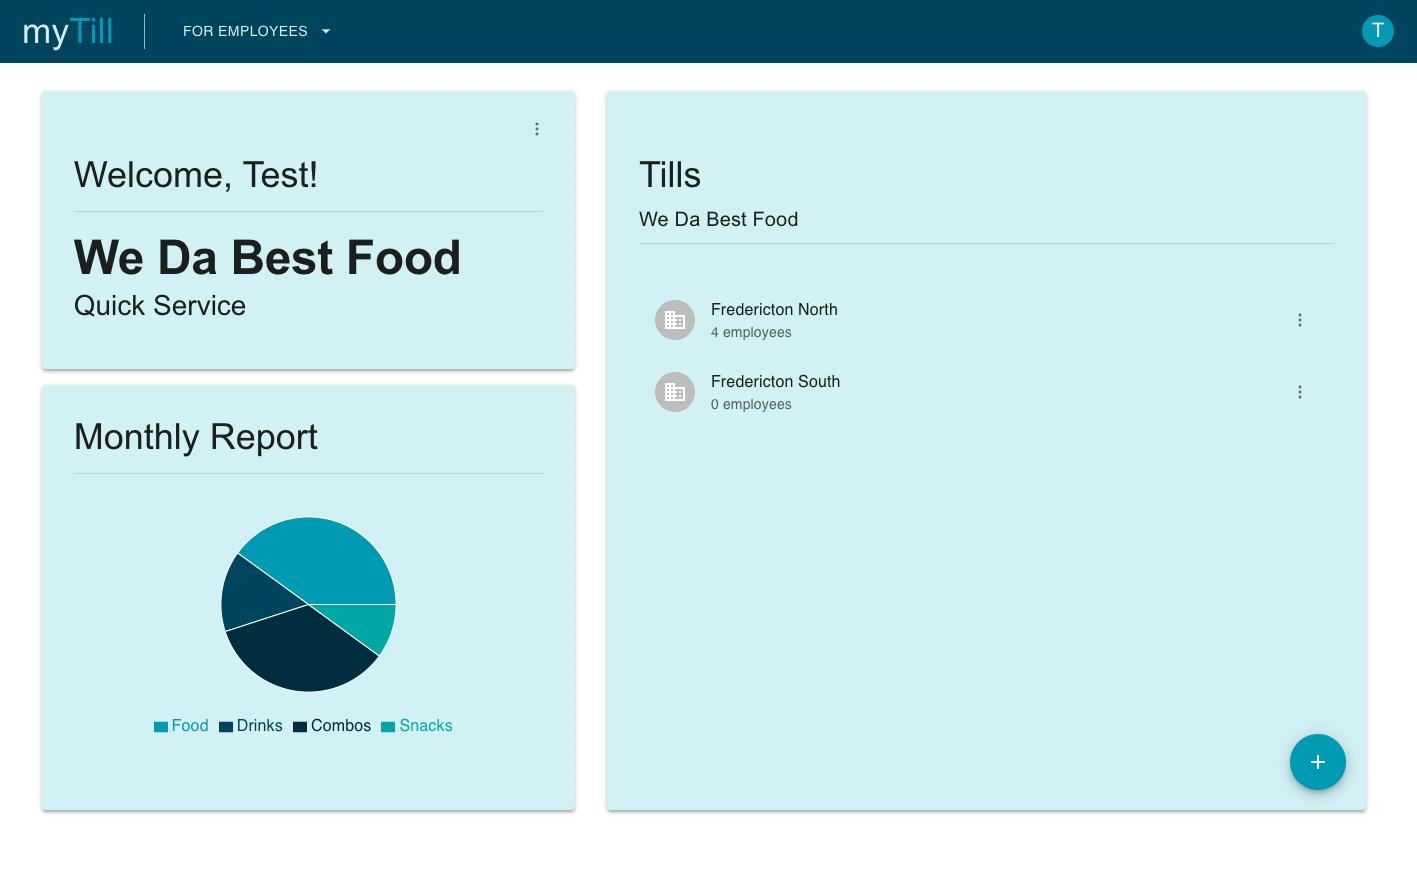 myTill
FOR EMPLOYEES
T
Welcome, Test!
We Da Best Food
Quick Service
Monthly Report
Food Drinks Combos Snacks
Tills
We Da Best Food
Fredericton North
4 employees
Fredericton South
0 employees
+